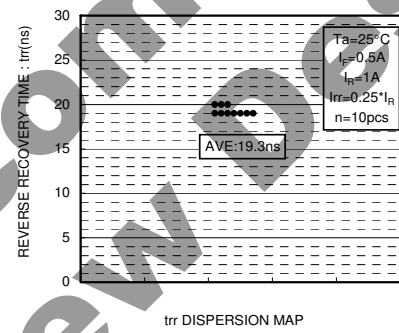 REVERSE RECOVERY TIME : trr(ns)
30
25
20
15
10
5
0
Ta=25°C
IF=0.5A
IR=1A
Irr=0.25*IR
n=10pcs
AVE:19.3ns
trr DISPERSION MAP